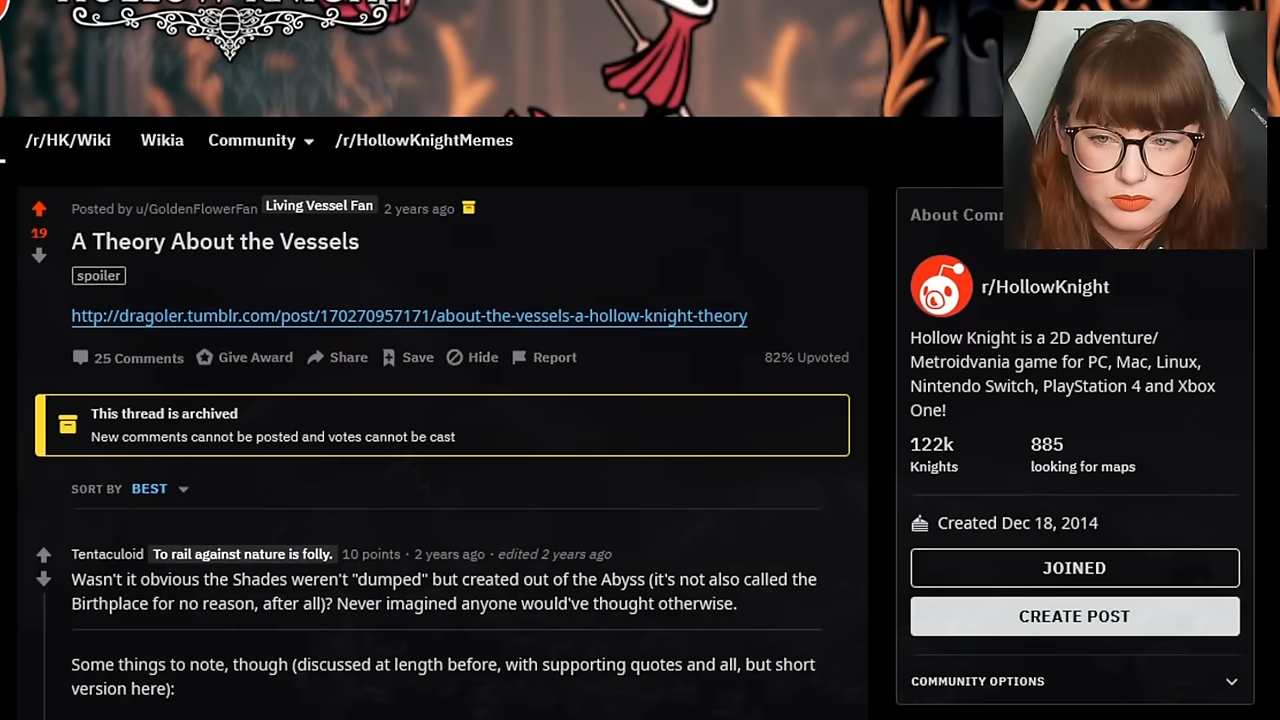 /r/HK/Wiki Wikia Community /r/HollowKnightMemes
Posted by u/GoldenFlowerFan Living Vessel Fan 2 years ago
19
A Theory About the Vessels
spoiler
http://dragoler.tumblr.com/post/170270957171/about-the-vessels-a-hollow-knight-theory
25 Comments Give Award Share Save Hide Report 82% Upvoted
This thread is archived
New comments cannot be posted and votes cannot be cast
SORT BY BEST
Tentaculoid To rail against nature is folly. 10 points · 2 years ago · edited 2 years ago
Wasn't it obvious the Shades weren't "dumped" but created out of the Abyss (it's not also called the
Birthplace for no reason, after all)? Never imagined anyone would've thought otherwise.
Some things to note, though (discussed at length before, with supporting quotes and all, but short
version here):
About Com
r/HollowKnight
Hollow Knight is a 2D adventure/
Metroidvania game for PC, Mac, Linux,
Nintendo Switch, PlayStation 4 and Xbox
One!
122k 885
Knights looking for maps
Created Dec 18, 2014
JOINED
CREATE POST
COMMUNITY OPTIONS